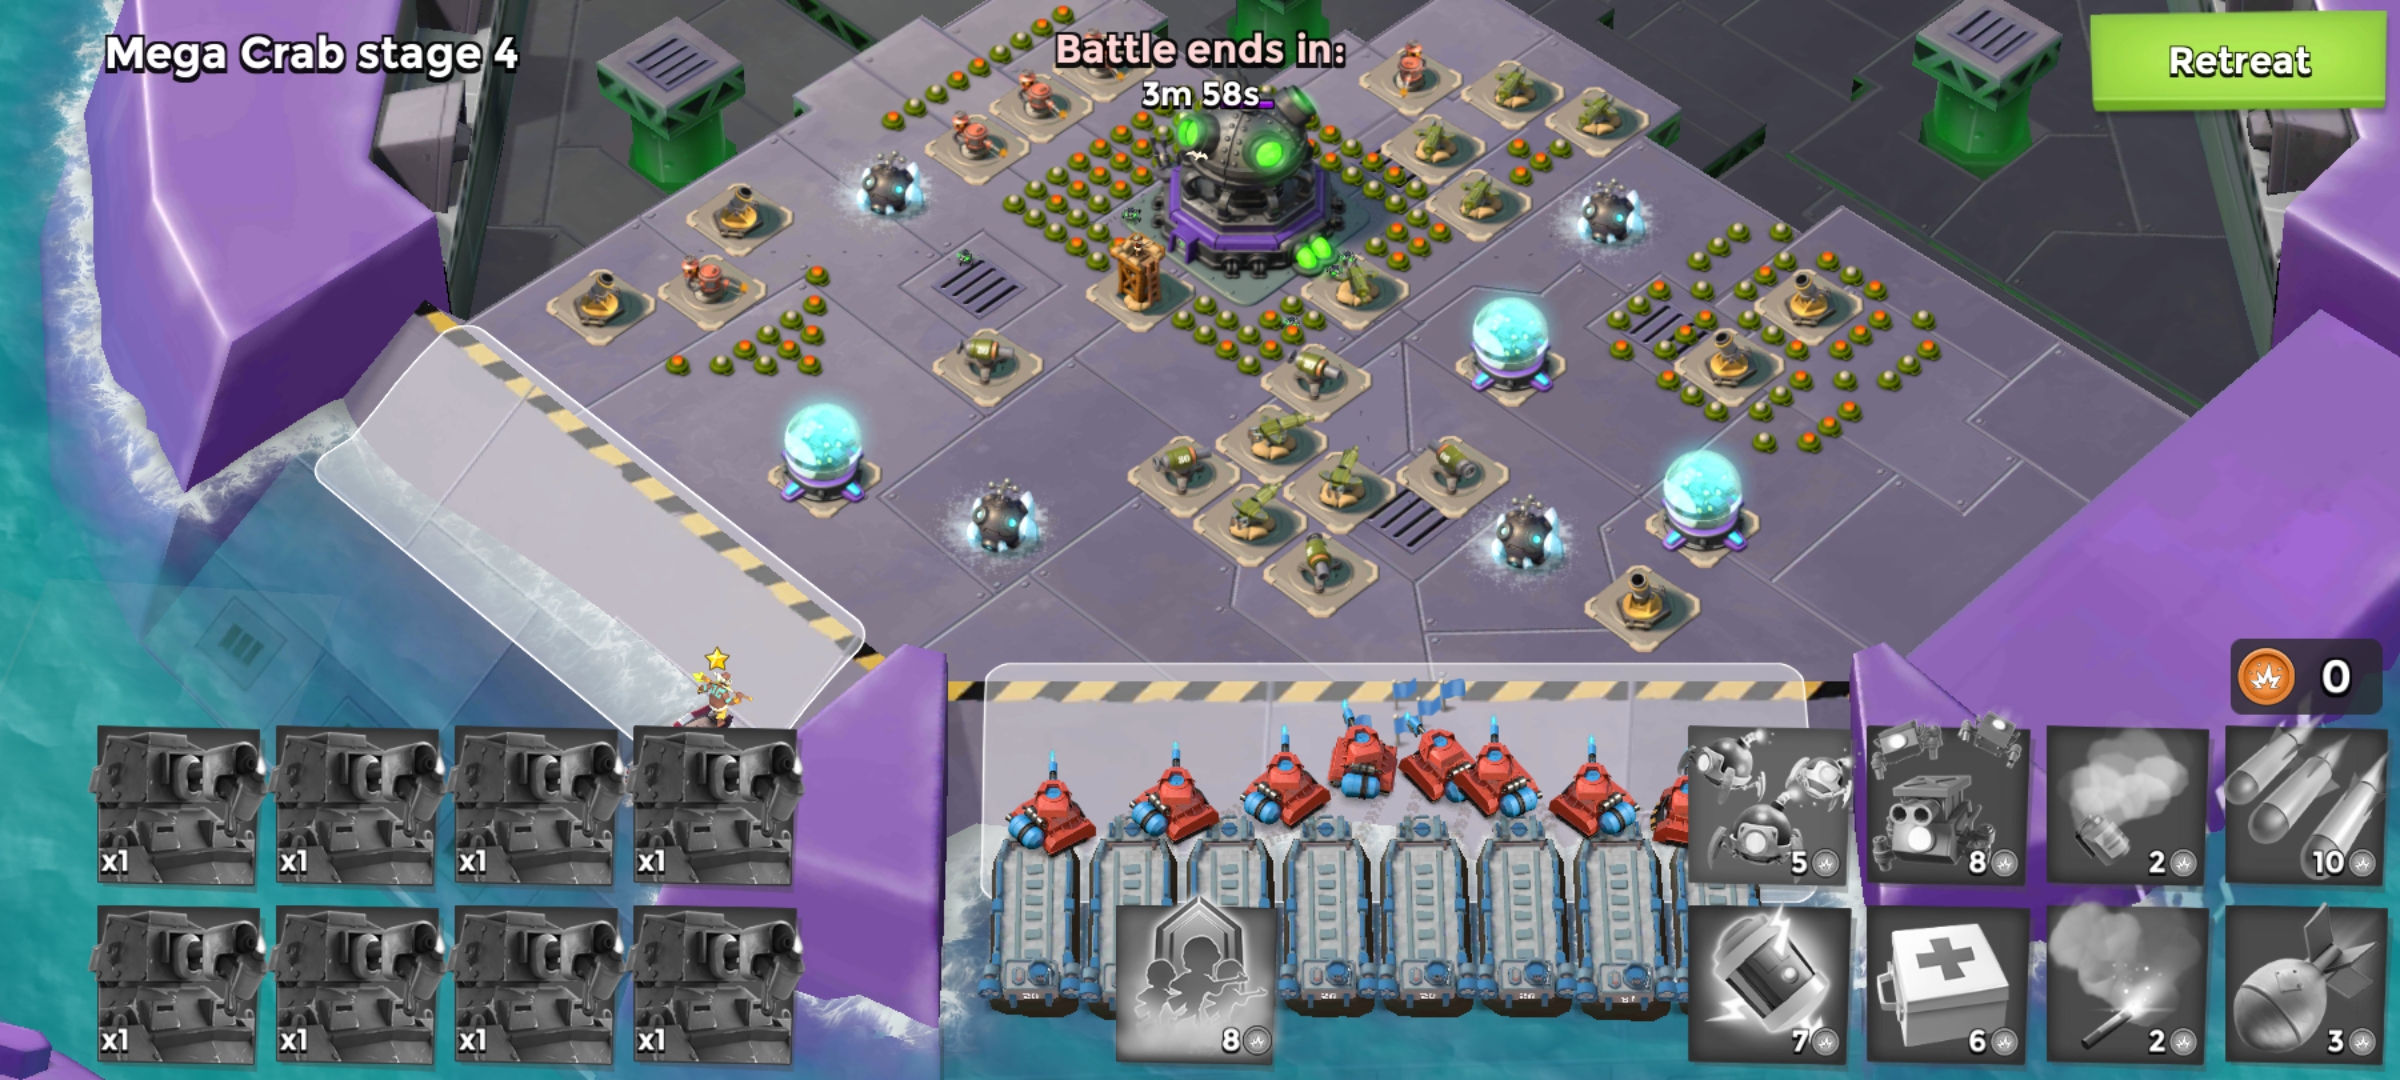 Mega Crab stage 4
Battle ends in:
3m 58s
Retreat
0
x1
x1
x1
x1
5
8
2
10
x1
x1
x1
x1
8
7
6
2
3